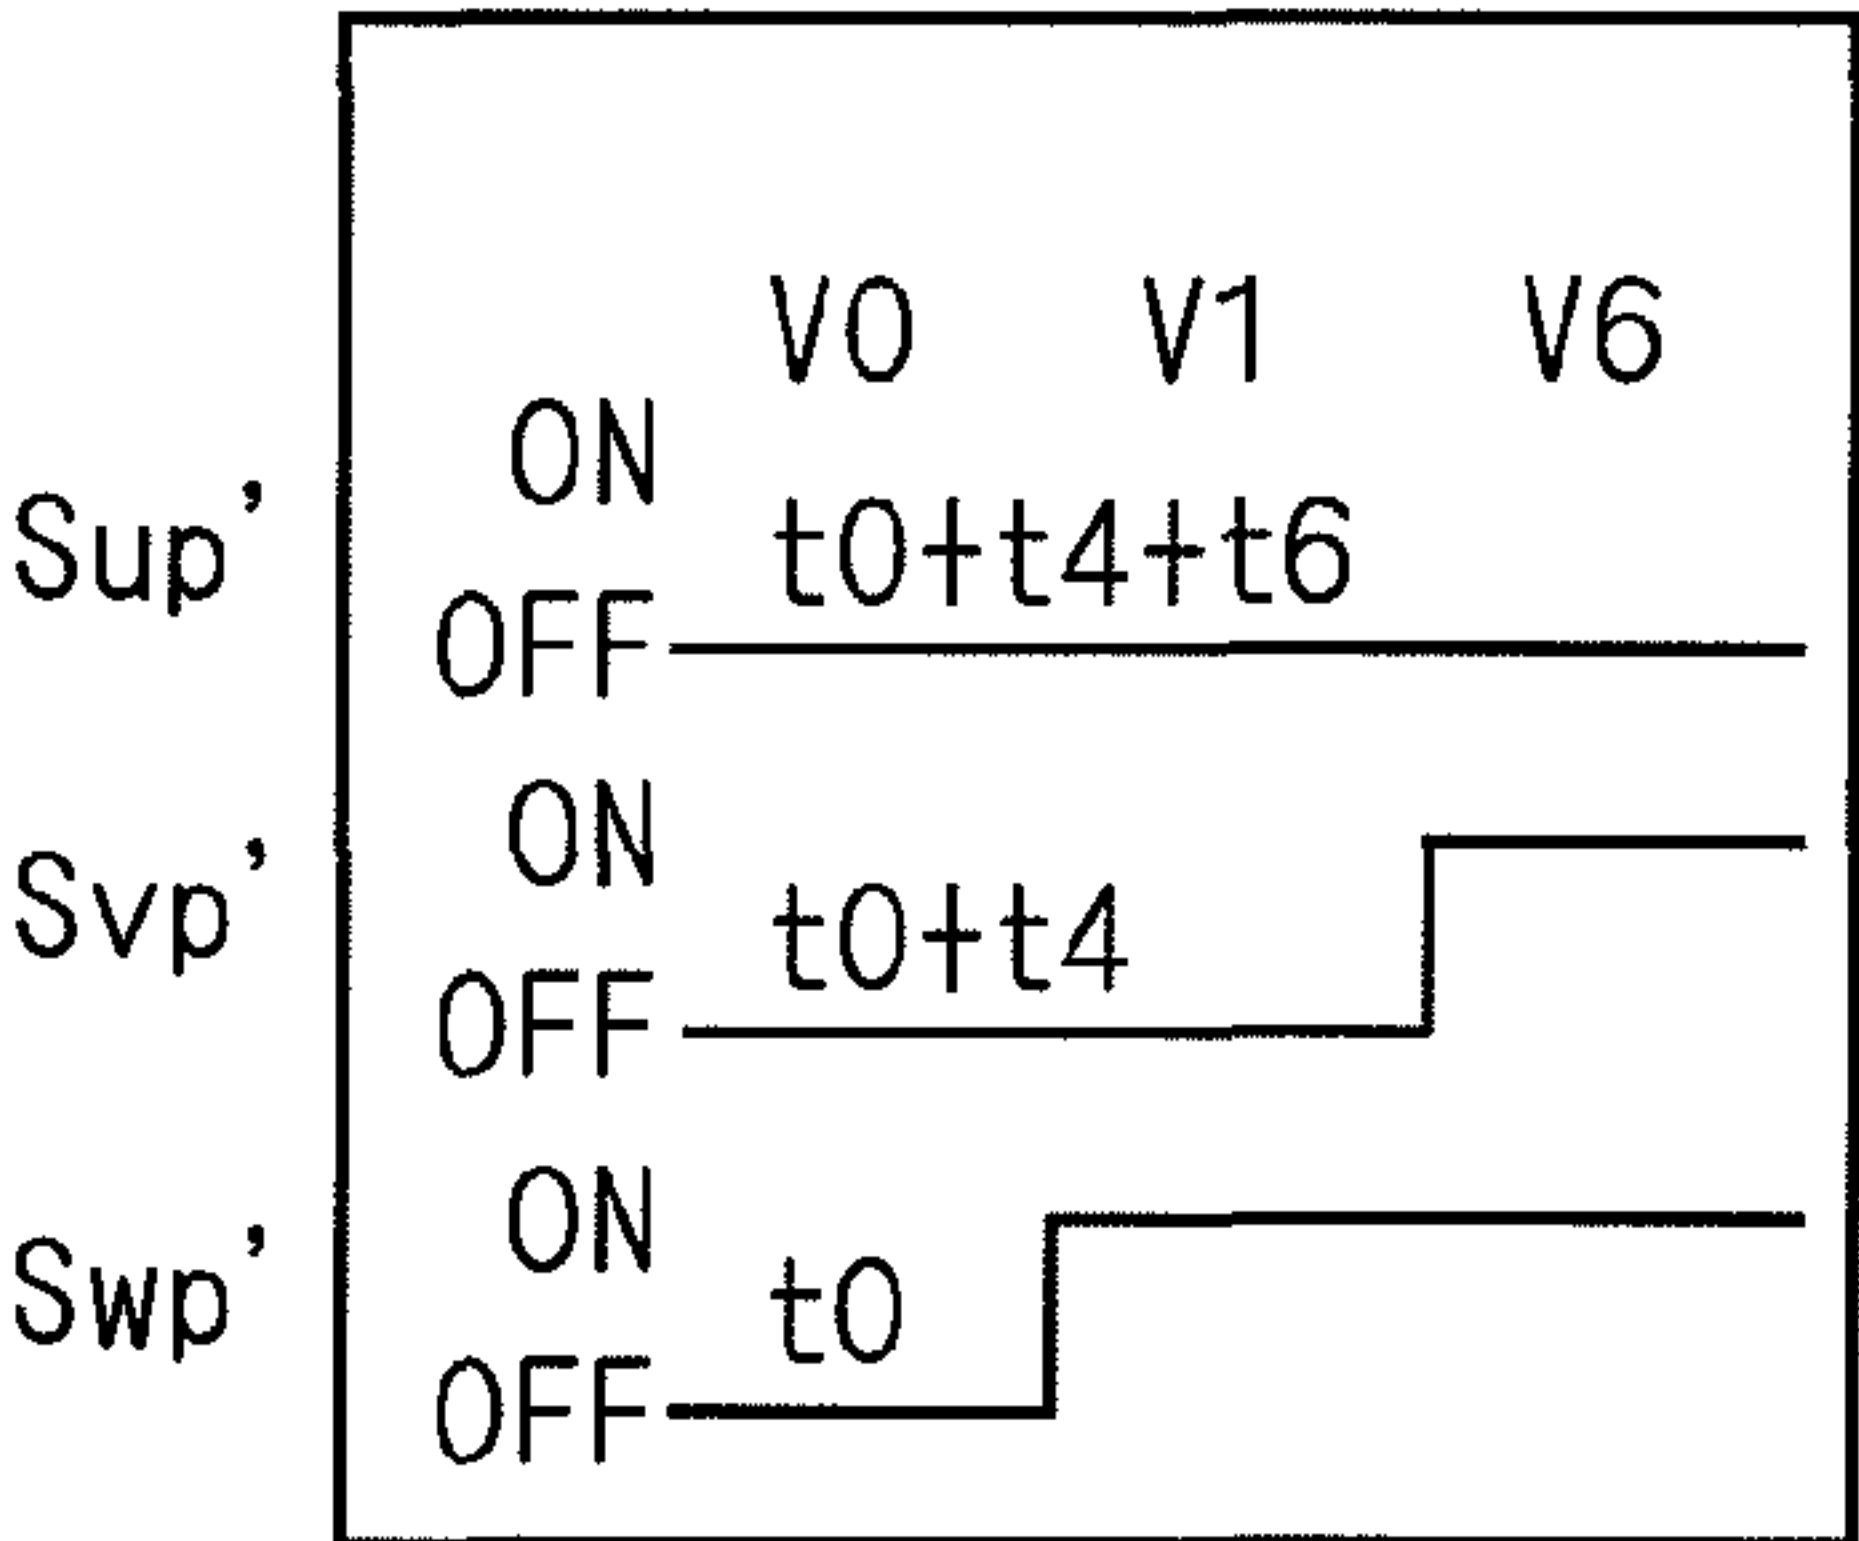 V0 V1 V6
ON
Sup’ t0+t4+t6
OFF
ON
Svp’ t0+t4
OFF
ON
Swp’ t0
OFF